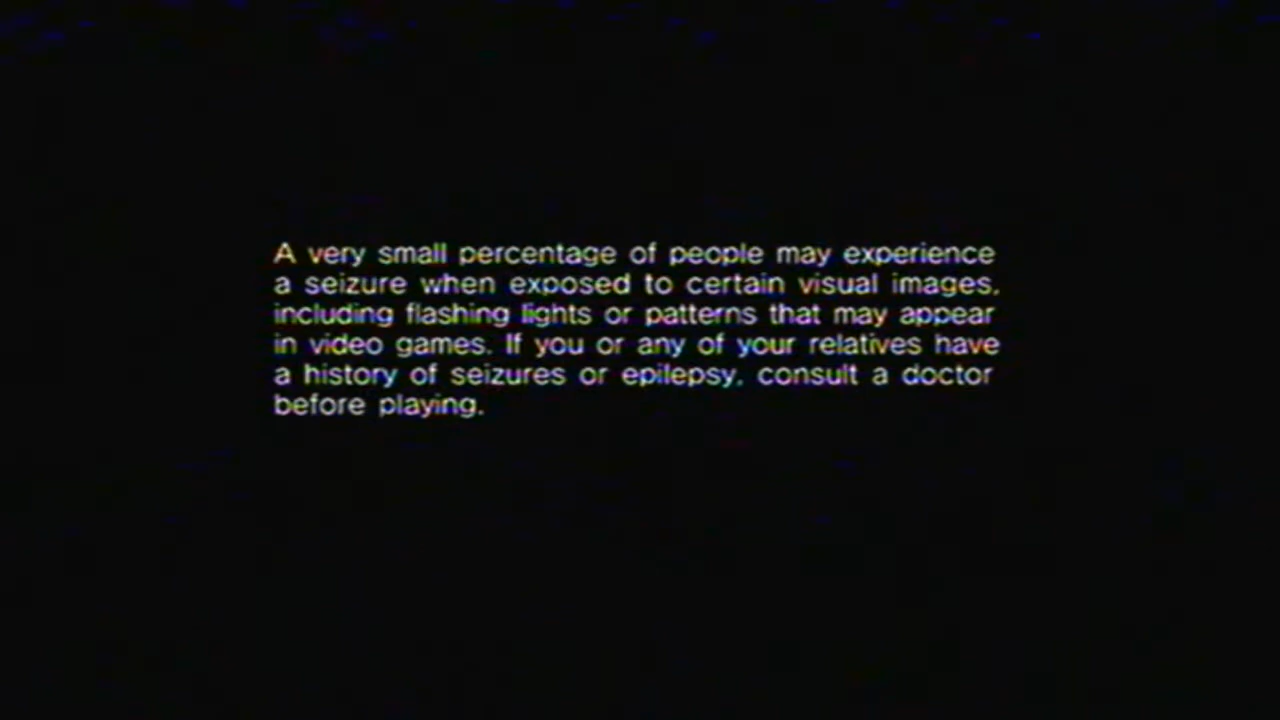 A very small percentage of people may experience
a seizure when exposed to certain visual images,
including flashing lights or patterns that may appear
in video games. If you or any of your relatives have
a history of seizures or epilepsy, consult a doctor
before playing.